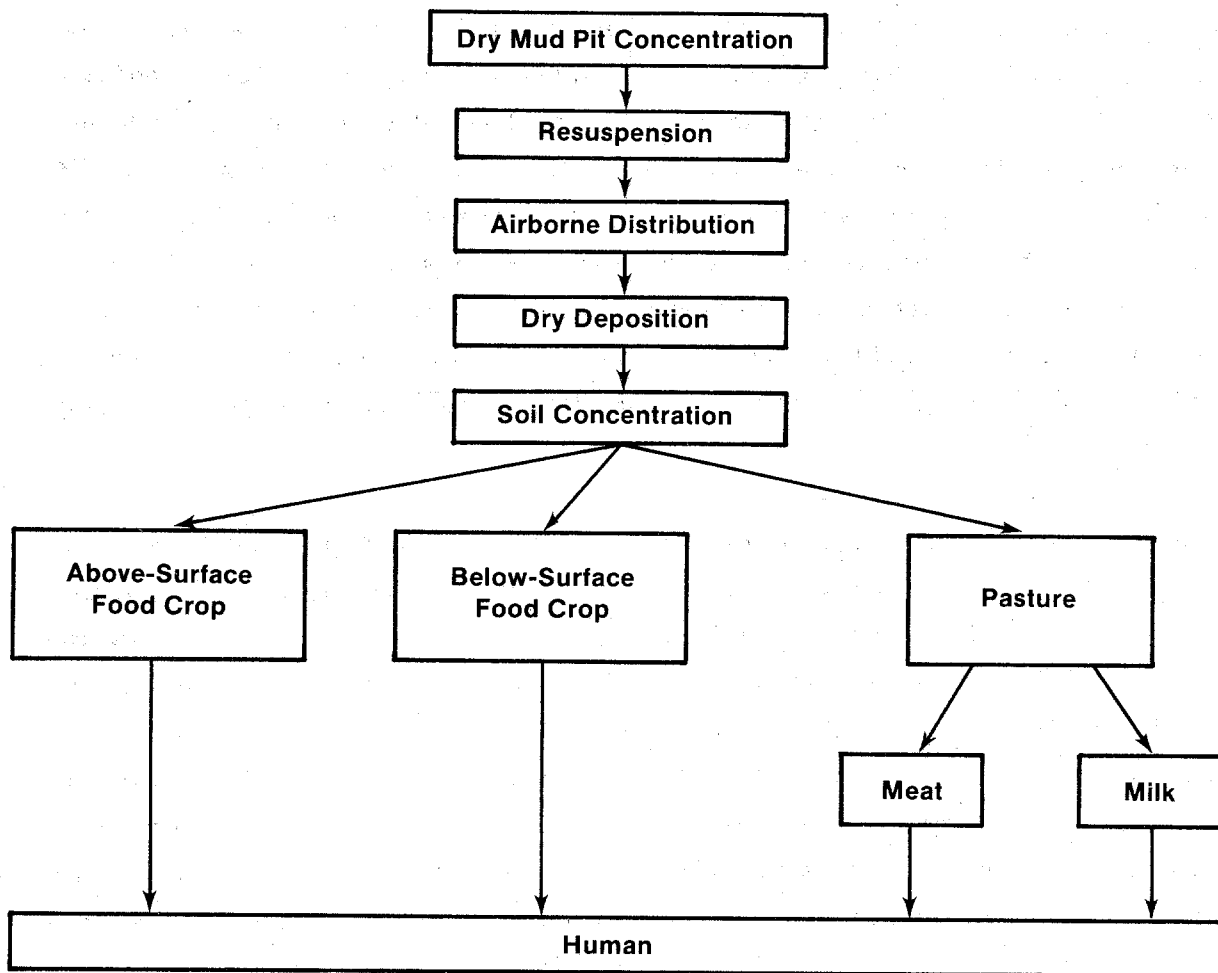 Dry Mud Pit Concentration
Resuspension
Airborne Distribution
Dry Deposition
Soil Concentration
Above-Surface
Food Crop
Below-Surface
Food Crop
Pasture
Meat
Milk
Human